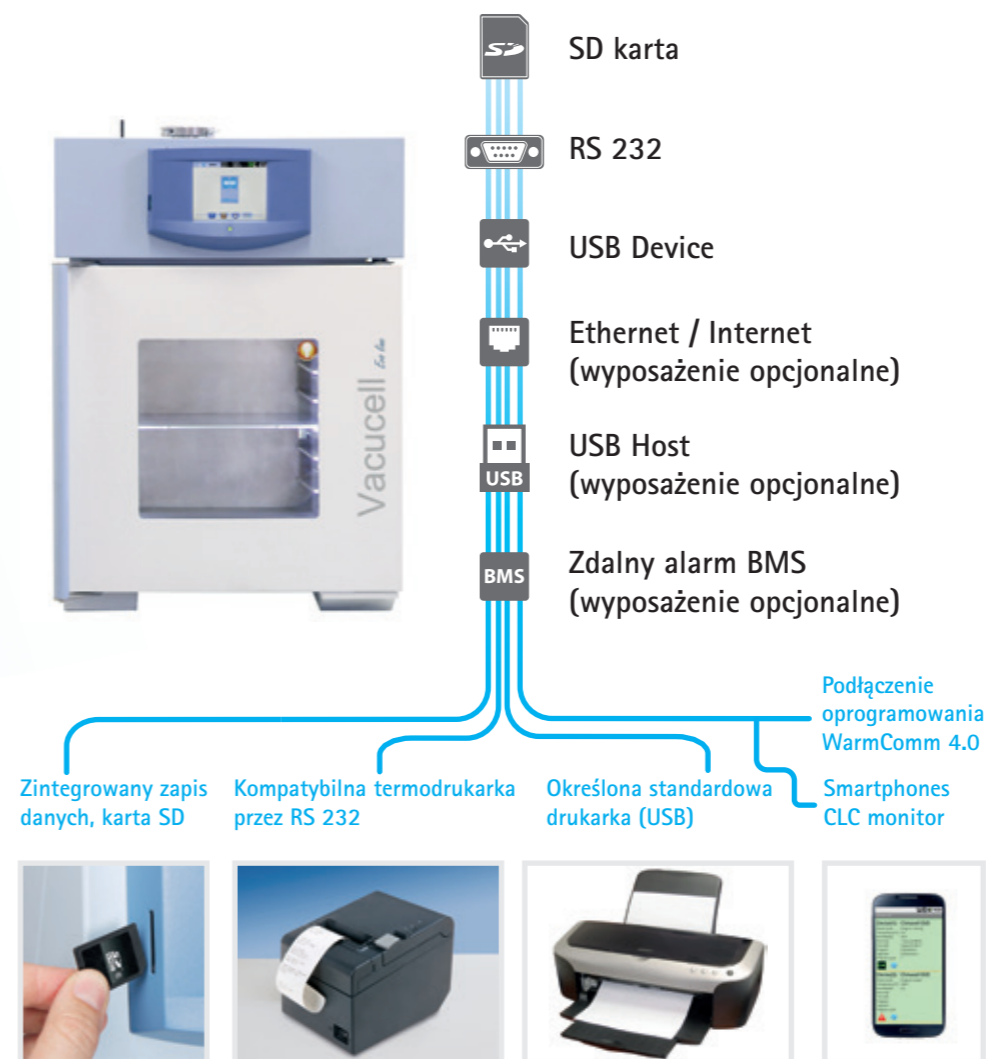 SD karta
RS 232
USB Device
Ethernet / Internet
(wyposażenie opcjonalne)
USB
USB Host
(wyposażenie opcjonalne)
BMS
Zdalny alarm BMS
(wyposażenie opcjonalne)
Vacucell
Podłączenie
oprogramowania
WarmComm 4.0
Zintegrowany zapis
danych, karta SD
Kompatybilna termodrukarka
przez RS 232
Określona standardowa
drukarka (USB)
Smartphones
CLC monitor